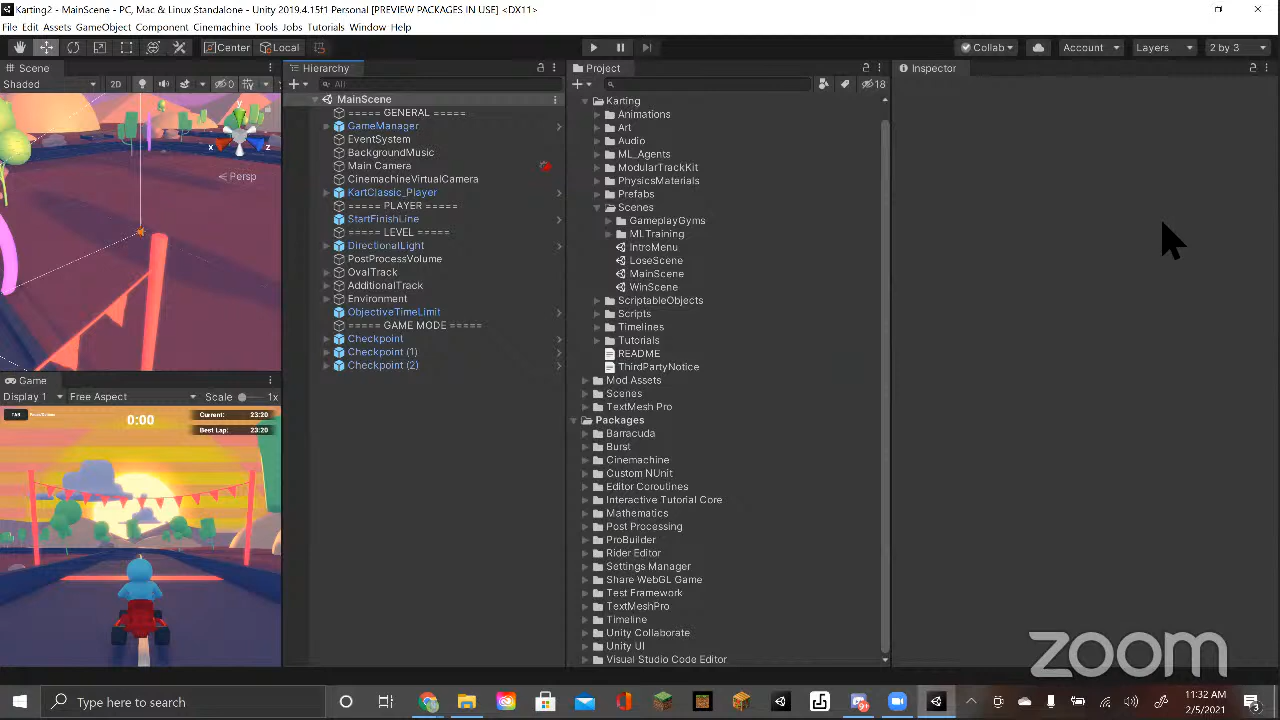 Karting2 - MainScene - PC, Mac & Linux Standalone - Unity 2019.4.15f1 Personal [PREVIEW PACKAGES IN USE] <DX11>
File Edit Assets GameObject Component Cinemachine Tools Jobs Tutorials Window Help
Center Local Collab Account Layers 2 by 3
Scene
Shaded 2D 0
y
x z
Persp
Game
Display 1 Free Aspect Scale 1x
TAB
0:00
Current: 23:20
Best Lap: 23:20
Hierarchy
All
MainScene
===== GENERAL =====
GameManager
EventSystem
BackgroundMusic
Main Camera
CinemachineVirtualCamera
KartClassic_Player
===== PLAYER =====
StartFinishLine
===== LEVEL =====
DirectionalLight
PostProcessVolume
OvalTrack
AdditionalTrack
Environment
ObjectiveTimeLimit
===== GAME MODE =====
Checkpoint
Checkpoint (1)
Checkpoint (2)
Project
18
Karting
Animations
Art
Audio
ML_Agents
ModularTrackKit
PhysicsMaterials
Prefabs
Scenes
GameplayGyms
MLTraining
IntroMenu
LoseScene
MainScene
WinScene
ScriptableObjects
Scripts
Timelines
Tutorials
README
ThirdPartyNotice
Mod Assets
Scenes
TextMesh Pro
Packages
Barracuda
Burst
Cinemachine
Custom NUnit
Editor Coroutines
Interactive Tutorial Core
Mathematics
Post Processing
ProBuilder
Rider Editor
Settings Manager
Share WebGL Game
Test Framework
TextMeshPro
Timeline
Unity Collaborate
Unity UI
Visual Studio Code Editor
Inspector
zoom
Type here to search
11:32 AM
2/5/2021